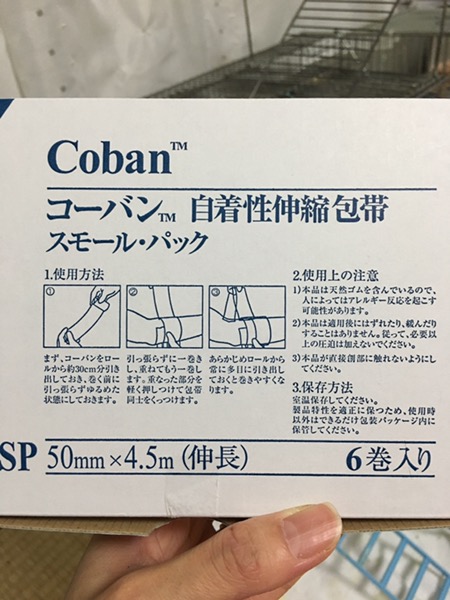 Coban™
コーバン™ 自着性伸縮包帯
スモール・パック
1.使用方法
①
②
③
まず、コーバンをロー
ルから約30cm分引き
出しておき、巻く前に
引っ張らずゆるめた
状態にしておきます。
引っ張らずに一巻き
し、重ねてもう一巻し
ます。重なった部分を
軽く押しつけて包帯
同士をくっつけます。
あらかじめロールから
常に多目に引き出し
ておくと巻きやすくな
ります。
2.使用上の注意
1)本品は天然ゴムを含んでいるので、
人によってはアレルギー反応を起こす
可能性があります。
2)本品は適用後にはずれたり、緩んだり
することはありません。従って、必要以
上の圧迫は加えないでください。
3)本品が直接創部に触れないようにし
てください。
3.保存方法
室温保存してください。
製品特性を適正に保つため、使用時
以外はできるだけ包装パッケージ内に
保管してください。
SP 50mm×4.5m(伸長) 6巻入り